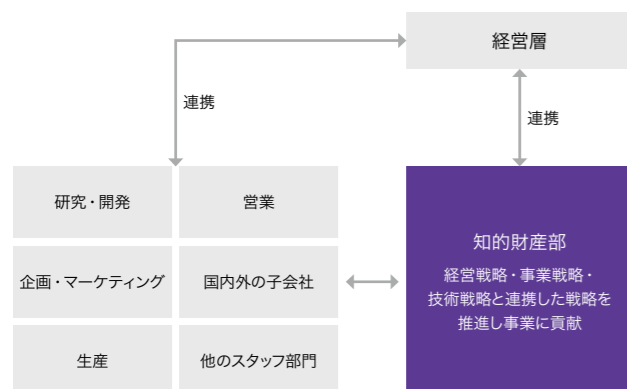 経営層
連携
連携
研究・開発
営業
企画・マーケティング
国内外の子会社
生産
他のスタッフ部門
知的財産部
経営戦略・事業戦略・
技術戦略と連携した戦略を
推進し事業に貢献